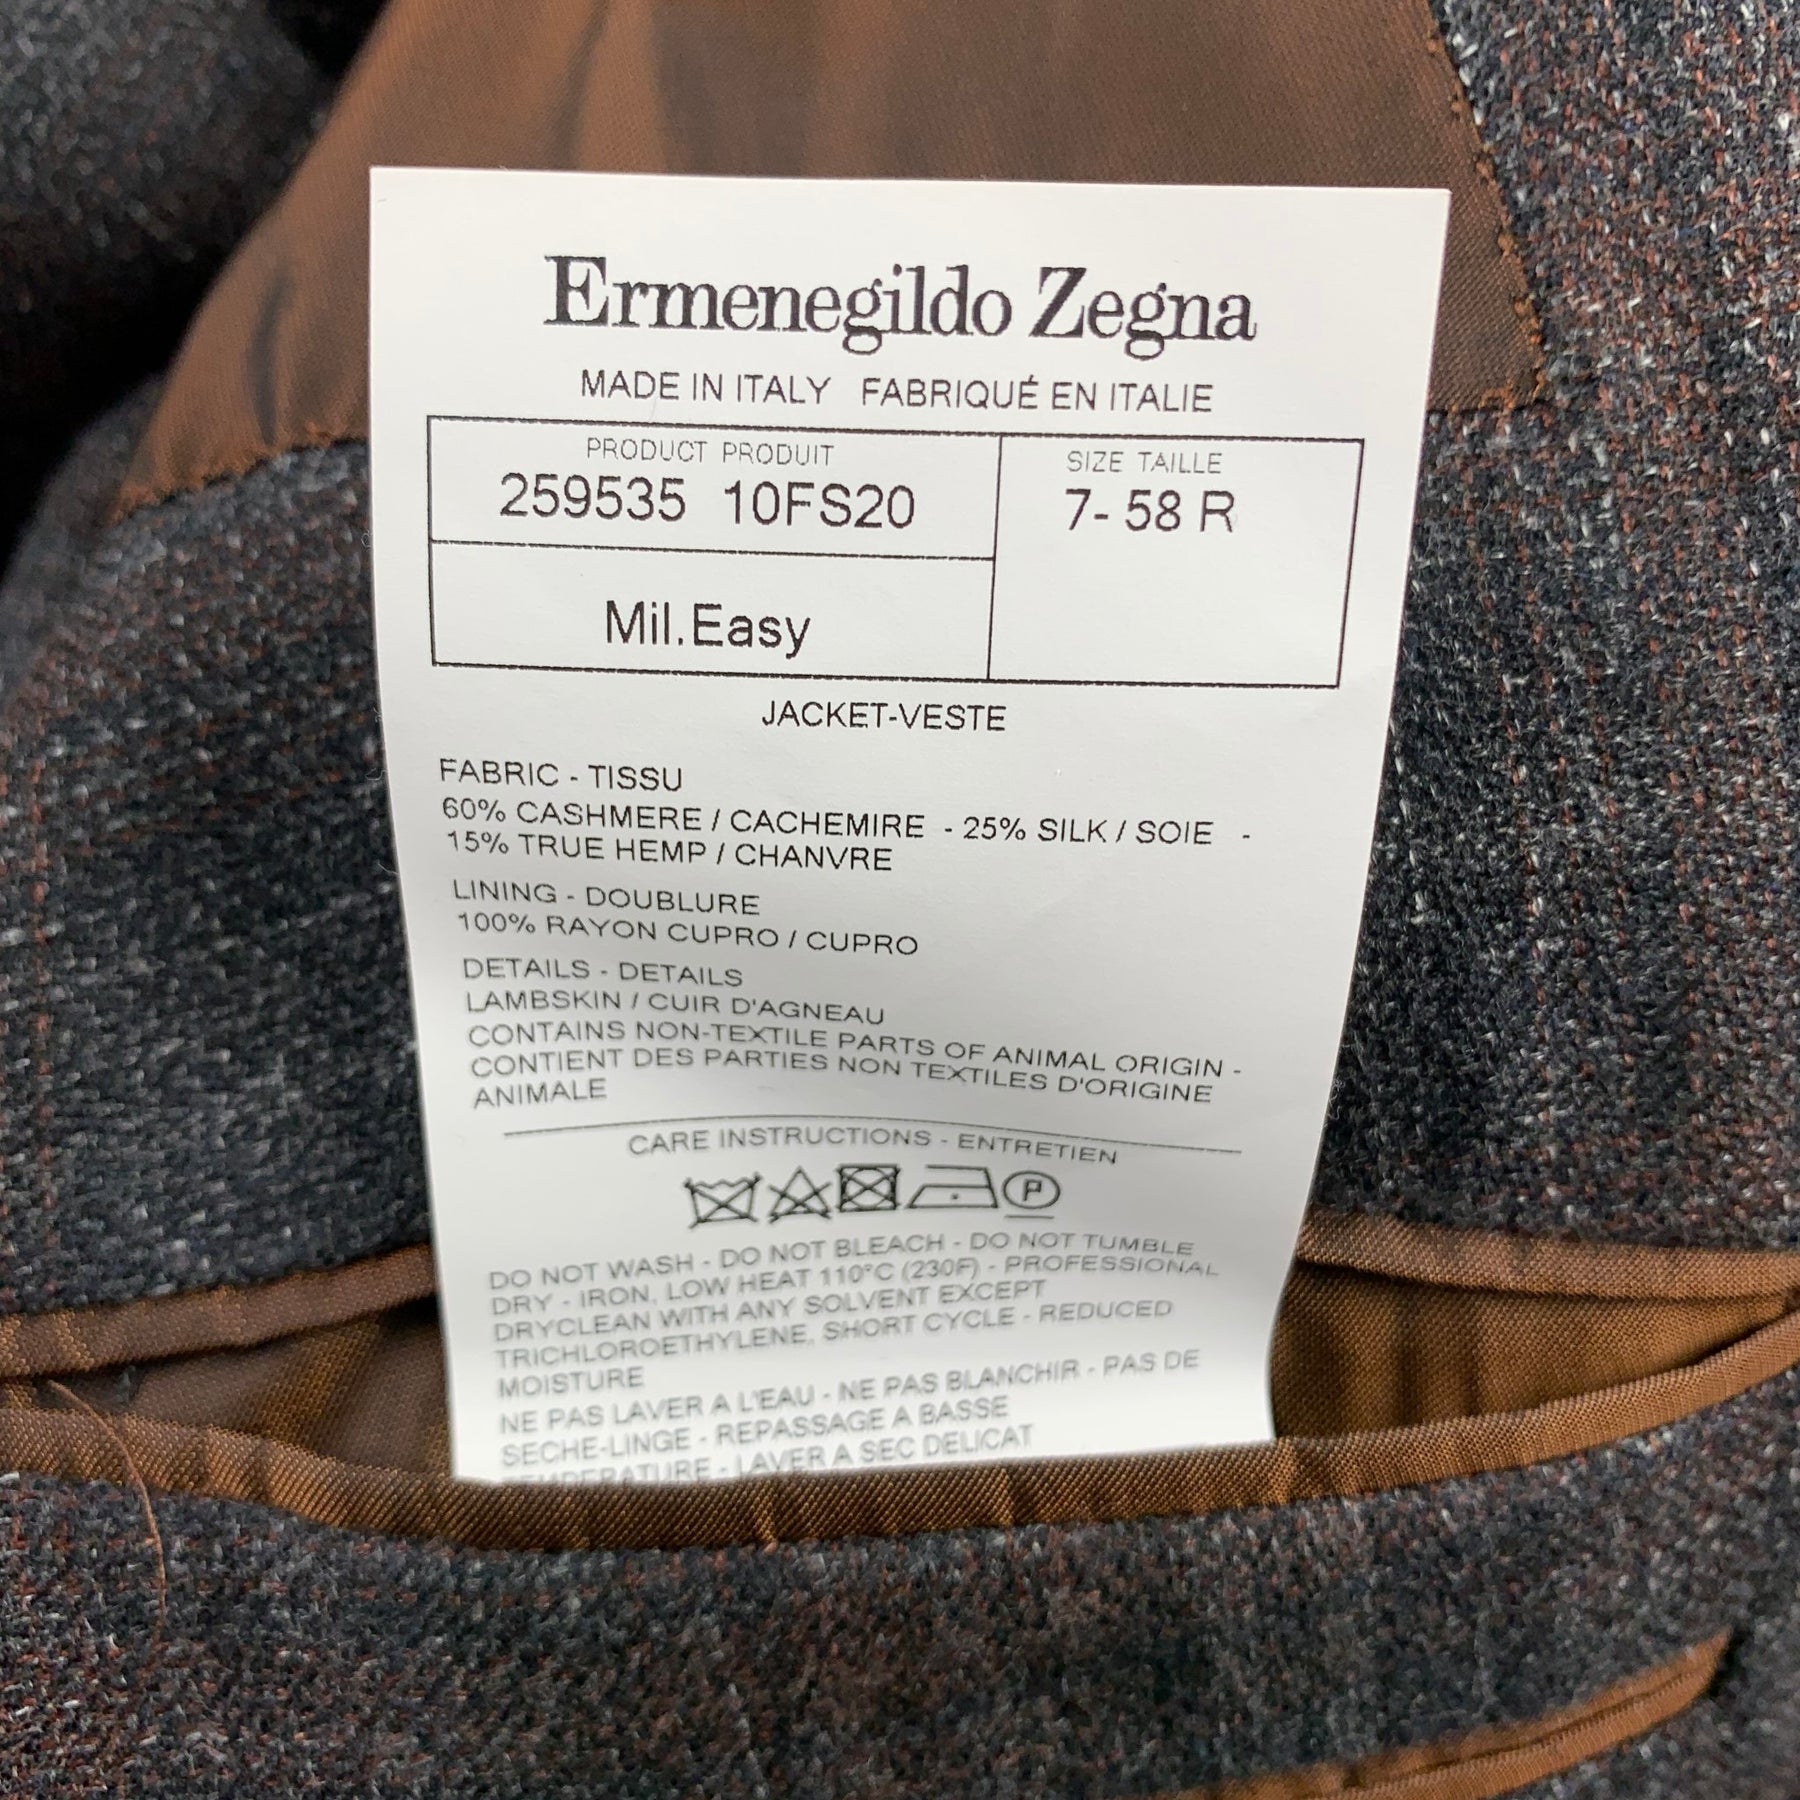 Ermenegildo Zegna
MADE IN ITALY FABRIQUÉ EN ITALIE
PRODUCT PRODUIT
259535 10FS20
SIZE TAILLE
7- 58 R
Mil.Easy
JACKET-VESTE
FABRIC - TISSU
60% CASHMERE / CACHEMIRE - 25% SILK / SOIE -
15% TRUE HEMP / CHANVRE
LINING - DOUBLURE
100% RAYON CUPRO / CUPRO
DETAILS - DETAILS
LAMBSKIN / CUIR D'AGNEAU
CONTAINS NON-TEXTILE PARTS OF ANIMAL ORIGIN -
CONTIENT DES PARTIES NON TEXTILES D'ORIGINE
ANIMALE
CARE INSTRUCTIONS - ENTRETIEN
P
DO NOT WASH - DO NOT BLEACH - DO NOT TUMBLE
DRY - IRON, LOW HEAT 110°C (230F) - PROFESSIONAL
DRYCLEAN WITH ANY SOLVENT EXCEPT
TRICHLOROETHYLENE, SHORT CYCLE - REDUCED
MOISTURE
NE PAS LAVER A L'EAU - NE PAS BLANCHIR - PAS DE
SECHE-LINGE - REPASSAGE A BASSE
TEMPERATURE - LAVER A SEC DELICAT